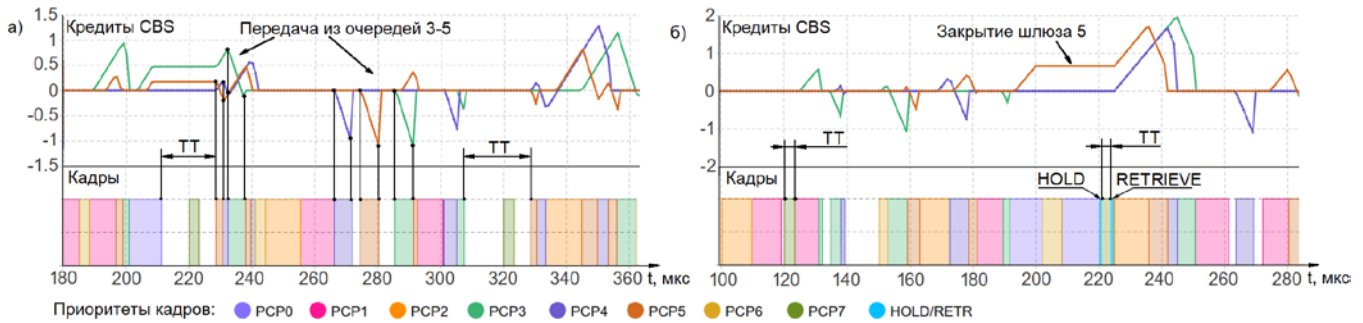 а)
Кредиты CBS
Передача из очередей 3-5
1.5
1.0
0.5
0
-0.5
-1
-1.5
TT
TT
Кадры
180 200 220 240 260 280 300 320 340 360 t, мкс
б)
Кредиты CBS
Закрытие шлюза 5
2
1
0
-1
-2
TT
TT
Кадры
HOLD
RETRIEVE
100 120 140 160 180 200 220 240 260 280 t, мкс
Приоритеты кадров: PCP0 PCP1 PCP2 PCP3 PCP4 PCP5 PCP6 PCP7 HOLD/RETR